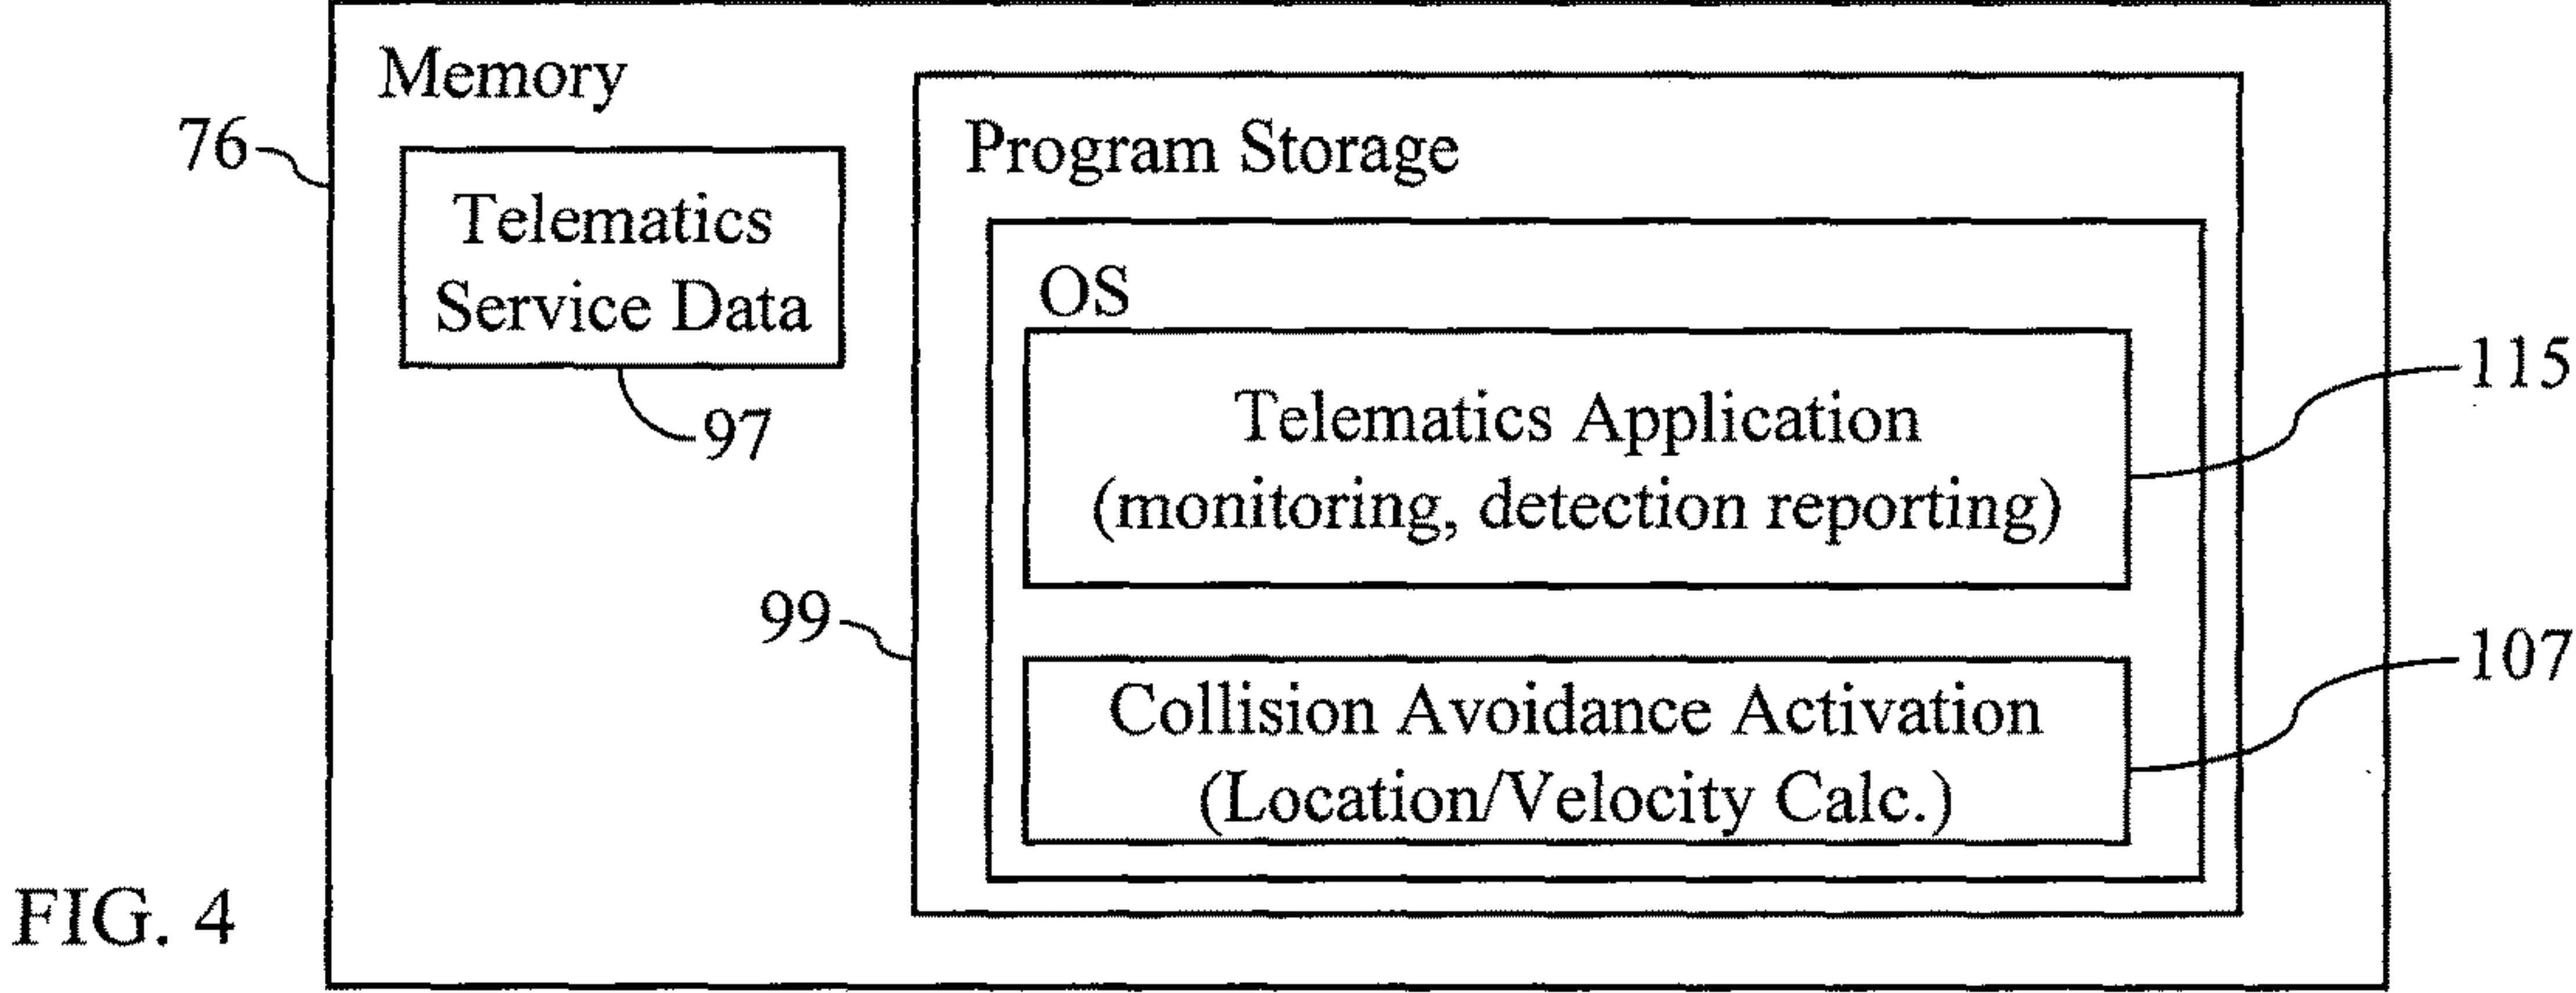 Memory
76
Program Storage
Telematics
Service Data
97
OS
Telematics Application
(monitoring, detection reporting)
115
99
Collision Avoidance Activation
(Location/Velocity Calc.)
107
FIG. 4